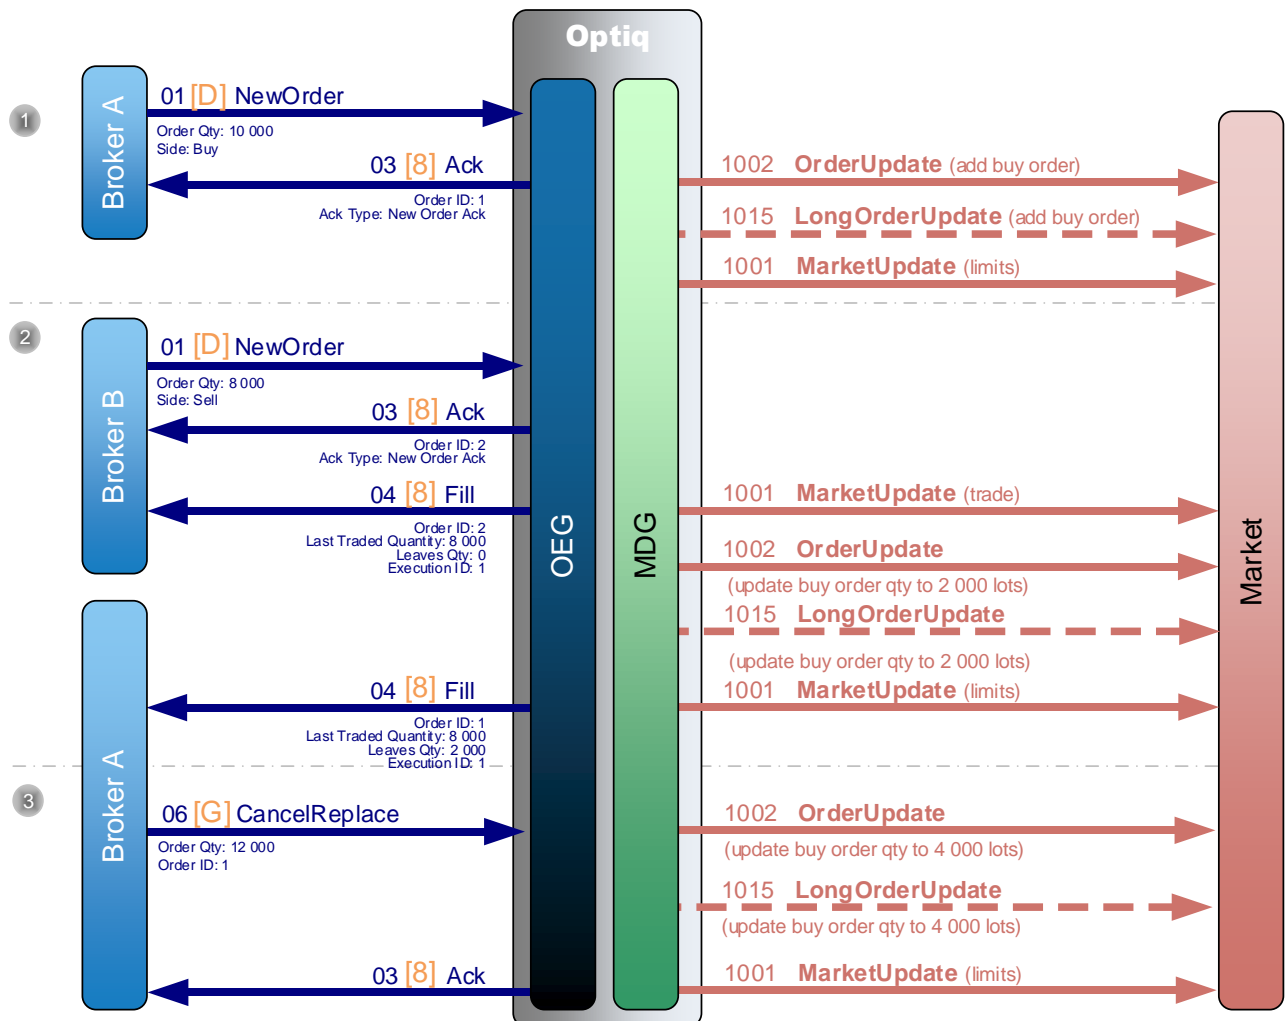 Optiq
1
Broker A
01 [D] NewOrder
Order Qty: 10 000
Side: Buy
03 [8] Ack
Order ID: 1
Ack Type: New Order Ack
1002 OrderUpdate (add buy order)
1015 LongOrderUpdate (add buy order)
1001 MarketUpdate (limits)
2
Broker B
01 [D] NewOrder
Order Qty: 8 000
Side: Sell
03 [8] Ack
Order ID: 2
Ack Type: New Order Ack
04 [8] Fill
Order ID: 2
Last Traded Quantity: 8 000
Leaves Qty: 0
Execution ID: 1
OEG
MDG
Market
1001 MarketUpdate (trade)
1002 OrderUpdate
(update buy order qty to 2 000 lots)
1015 LongOrderUpdate
(update buy order qty to 2 000 lots)
1001 MarketUpdate (limits)
Broker A
04 [8] Fill
Order ID: 1
Last Traded Quantity: 8 000
Leaves Qty: 2 000
Execution ID: 1
3
06 [G] CancelReplace
Order Qty: 12 000
Order ID: 1
1002 OrderUpdate
(update buy order qty to 4 000 lots)
1015 LongOrderUpdate
(update buy order qty to 4 000 lots)
03 [8] Ack
1001 MarketUpdate (limits)